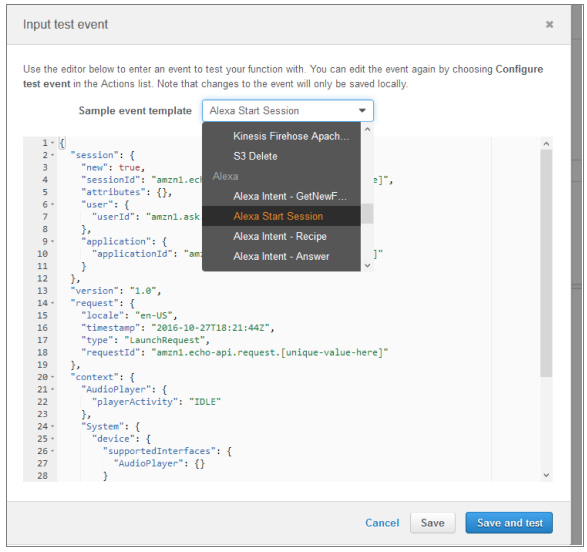 Input test event ×
Use the editor below to enter an event to test your function with. You can edit the event again by choosing Configure
test event in the Actions list. Note that changes to the event will only be saved locally.
Sample event template Alexa Start Session
Kinesis Firehose Apach...
S3 Delete
Alexa
Alexa Intent - GetNewF...
Alexa Start Session
Alexa Intent - Recipe
Alexa Intent - Answer
1 {
2 "session": {
3 "new": true,
4 "sessionId": "amzn1.ech e]",
5 "attributes": {},
6 "user": {
7 "userId": "amzn1.ask
8 },
9 "application": {
10 "applicationId": "am ]"
11 }
12 },
13 "version": "1.0",
14 "request": {
15 "locale": "en-US",
16 "timestamp": "2016-10-27T18:21:44Z",
17 "type": "LaunchRequest",
18 "requestId": "amzn1.echo-api.request.[unique-value-here]"
19 },
20 "context": {
21 "AudioPlayer": {
22 "playerActivity": "IDLE"
23 },
24 "System": {
25 "device": {
26 "supportedInterfaces": {
27 "AudioPlayer": {}
28 }
Cancel Save Save and test